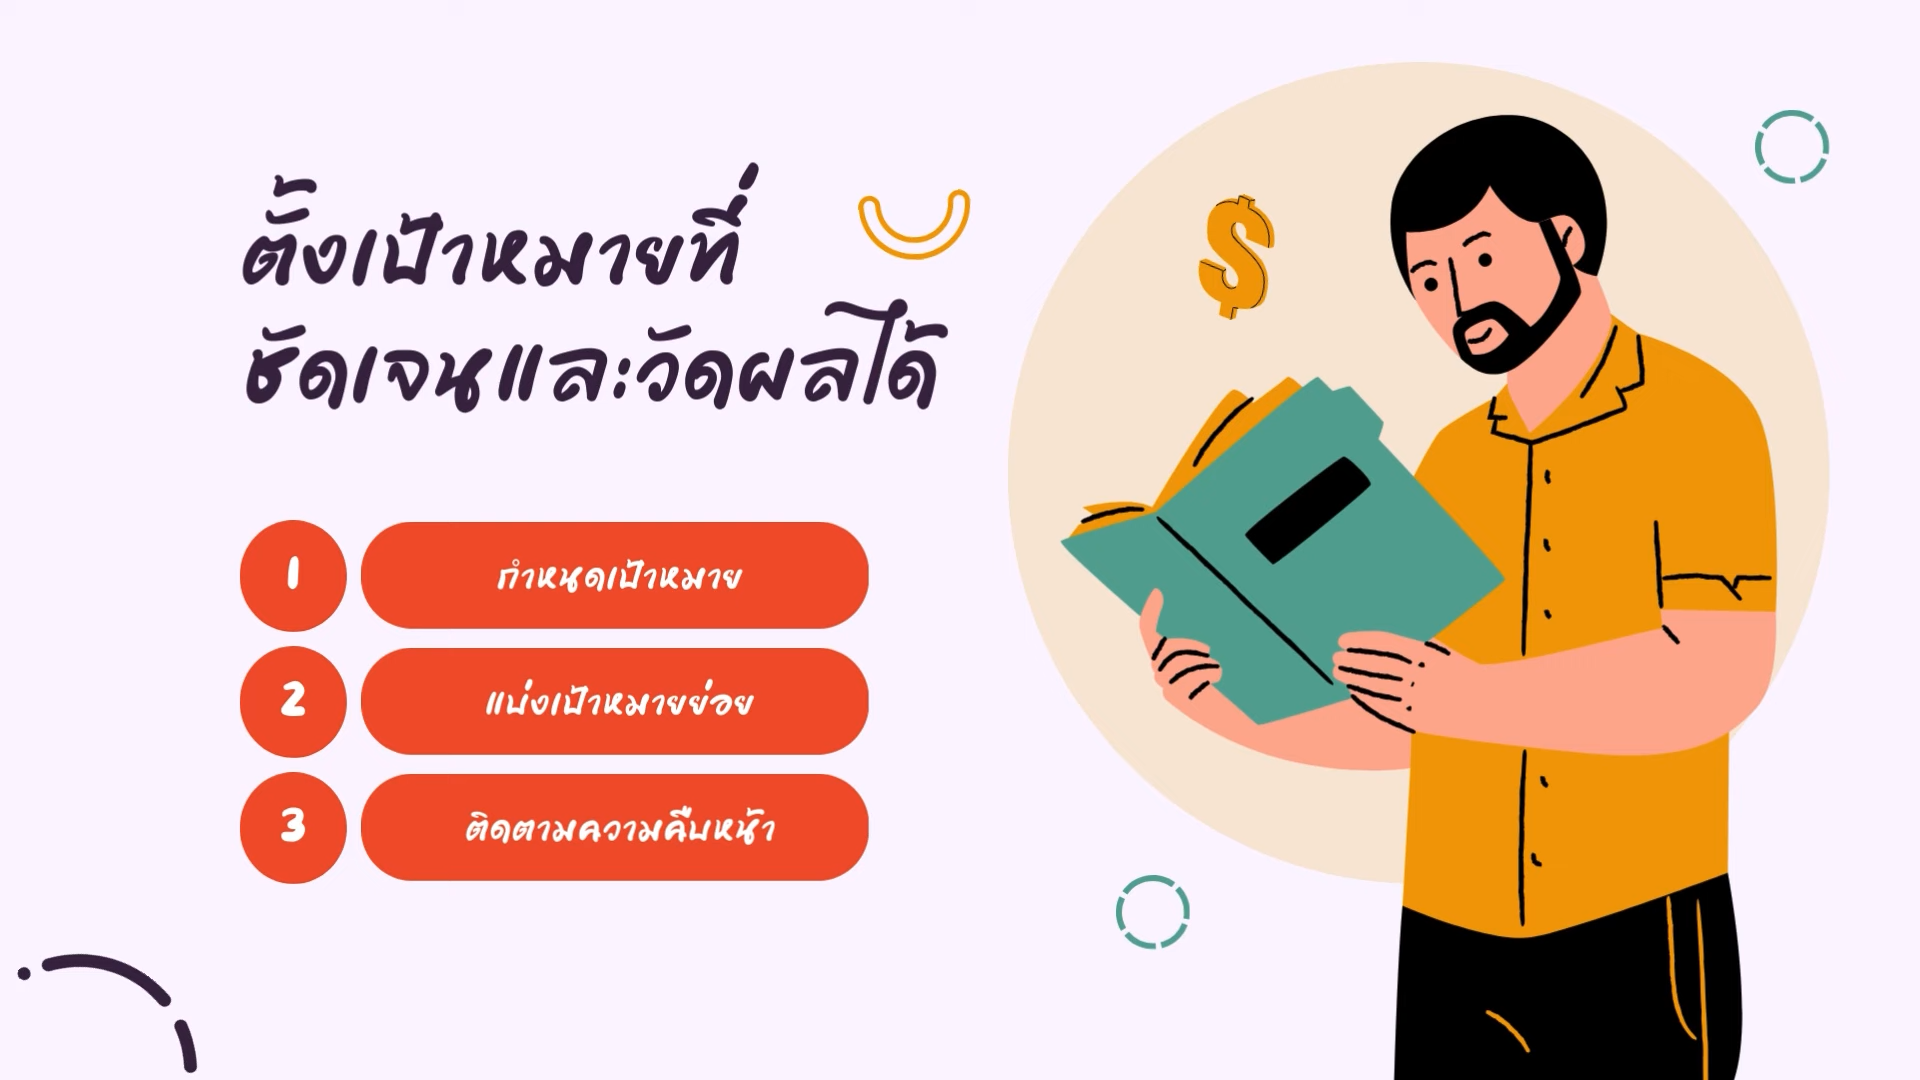 ตั้งเป้าหมายที่
ชัดเจนและวัดผลได้
$
1 กำหนดเป้าหมาย
2 แบ่งเป้าหมายย่อย
3 ติดตามความคืบหน้า